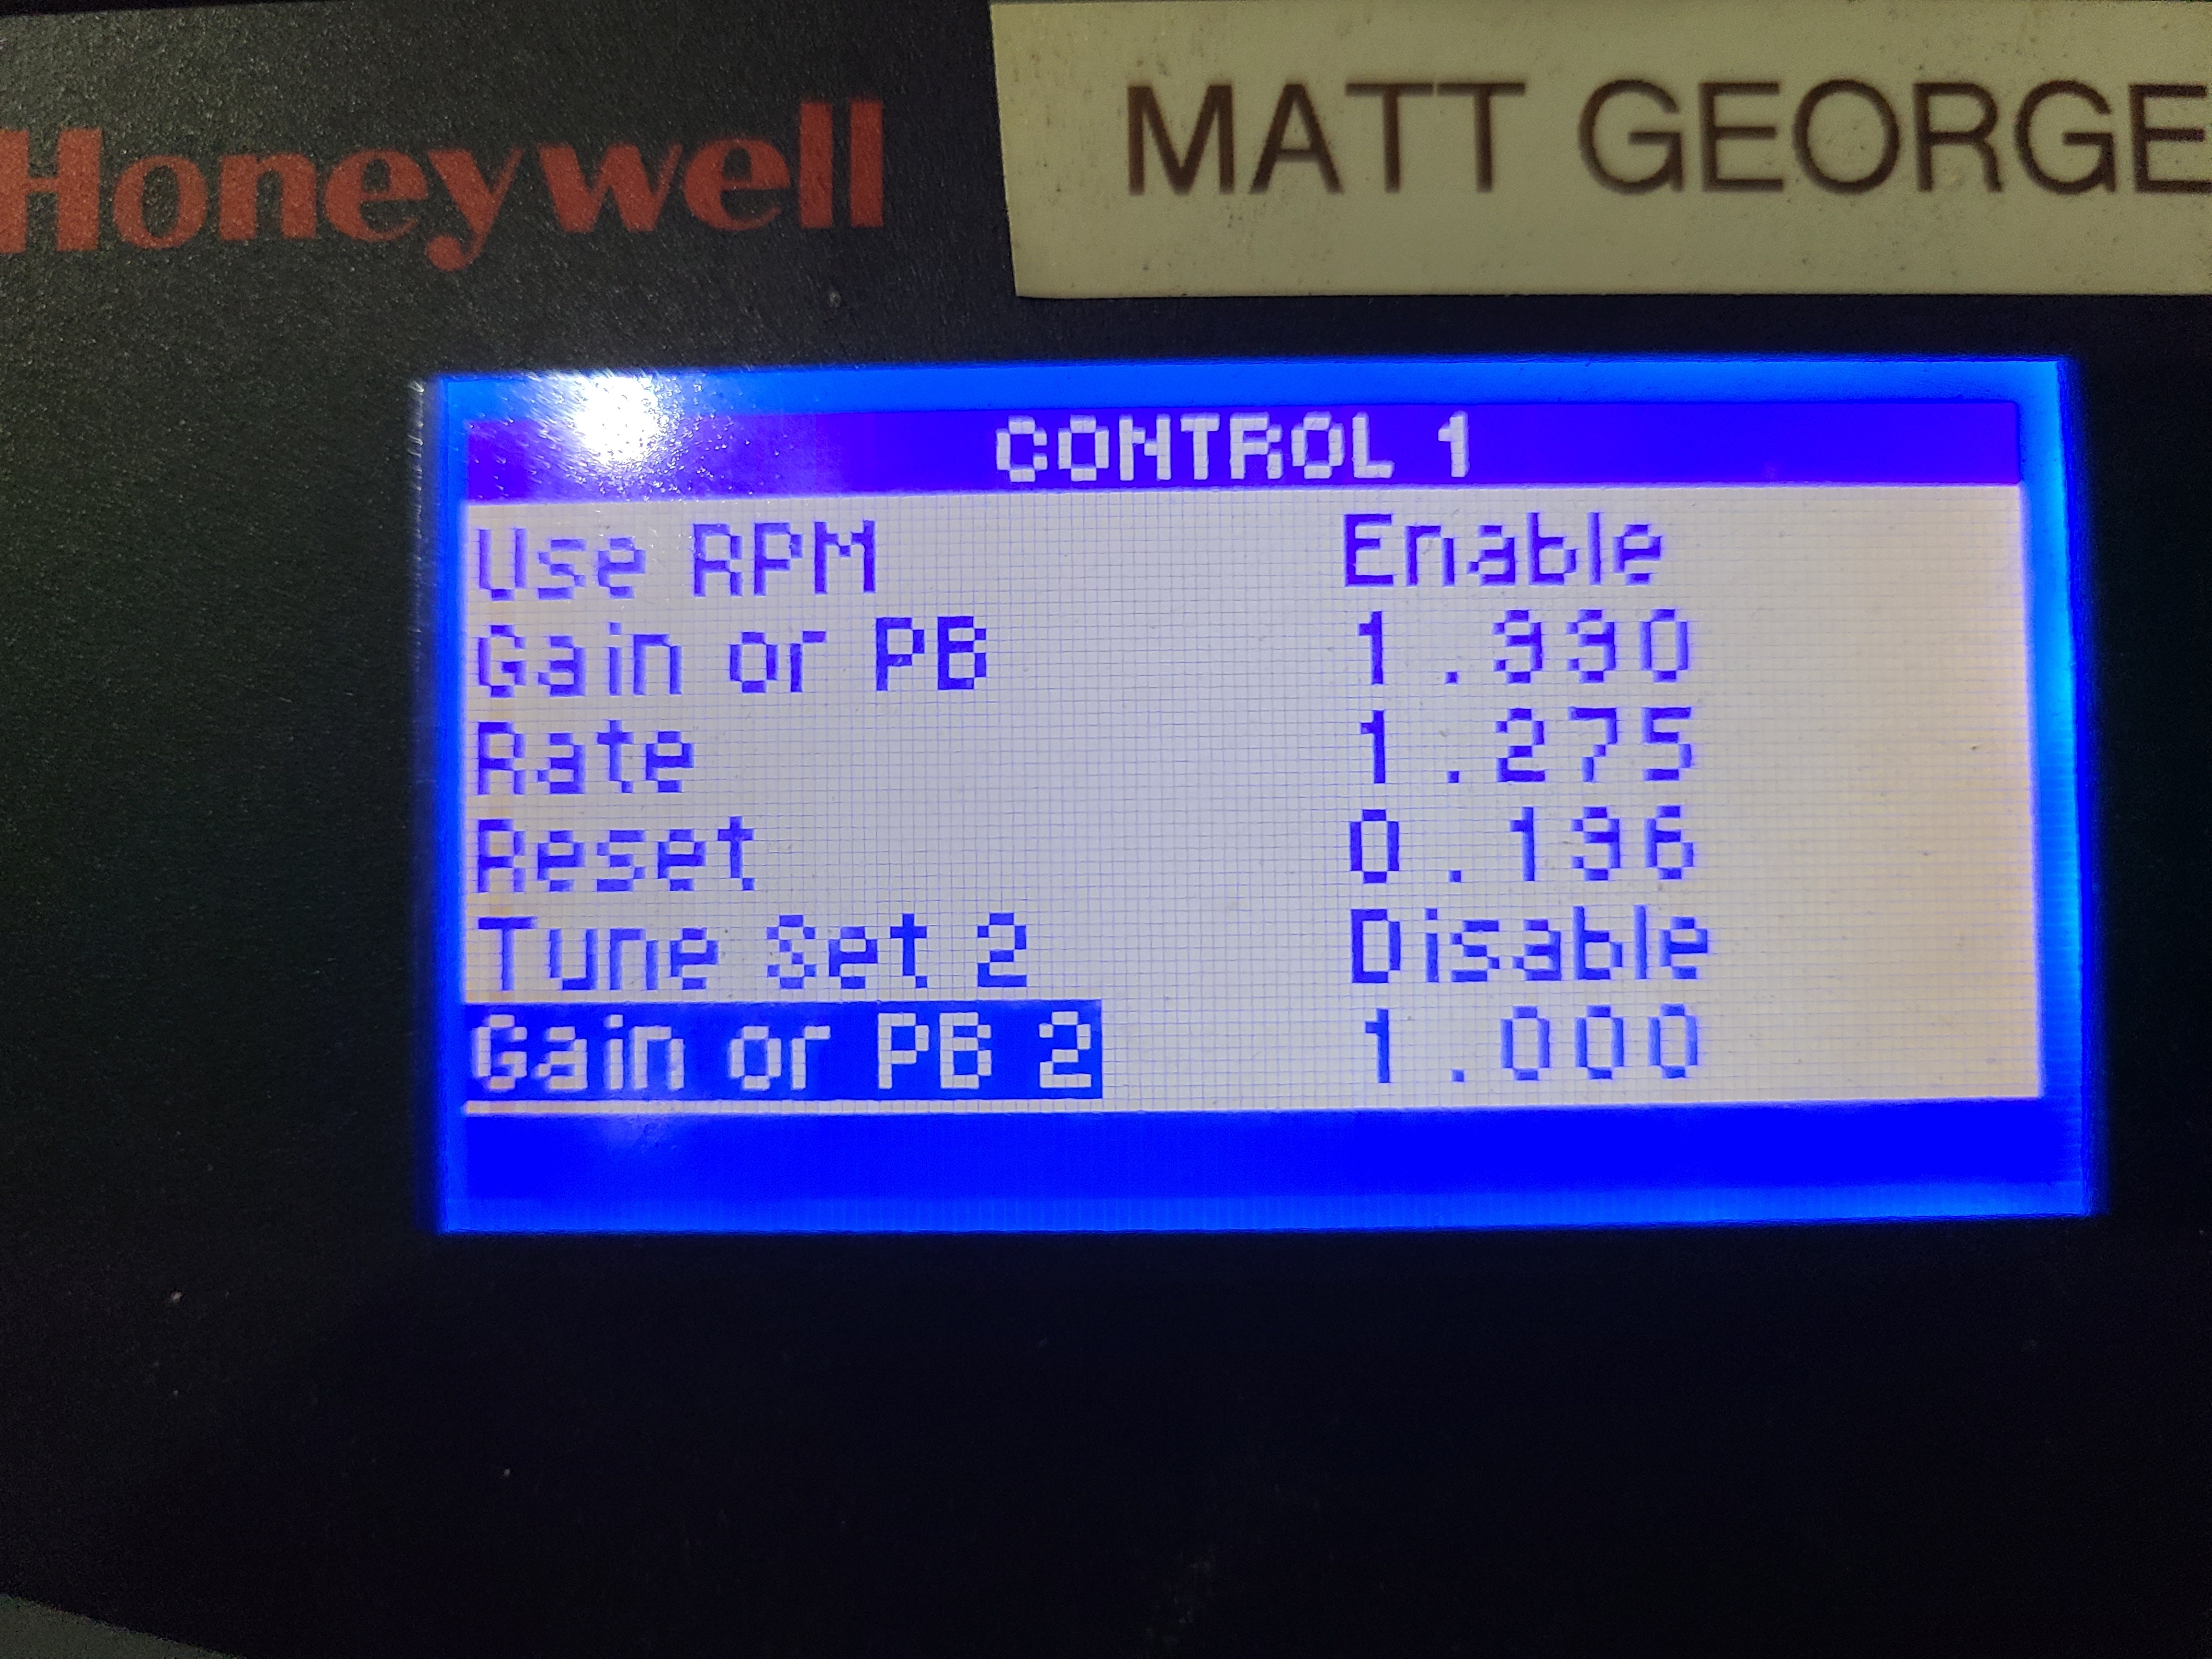 Honeywell
MATT GEORGE
CONTROL 1
Use RPM Enable
Gain or PB 1.990
Rate 1.275
Reset 0.196
Tune Set 2 Disable
Gain or PB 2 1.000